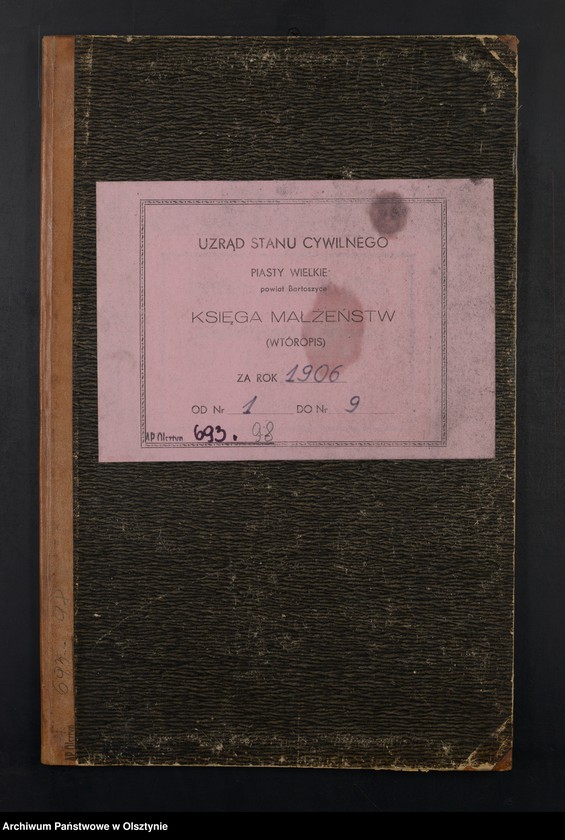 UZRĄD STANU CYWILNEGO
PIASTY WIELKIE
powiat Bartoszyce
KSIĘGA MAŁŻEŃSTW
(WTÓROPIS)
ZA ROK 1906
OD Nr 1 DO Nr 9
AP Olsztyn 693. 98
Archiwum Państwowe w Olsztynie